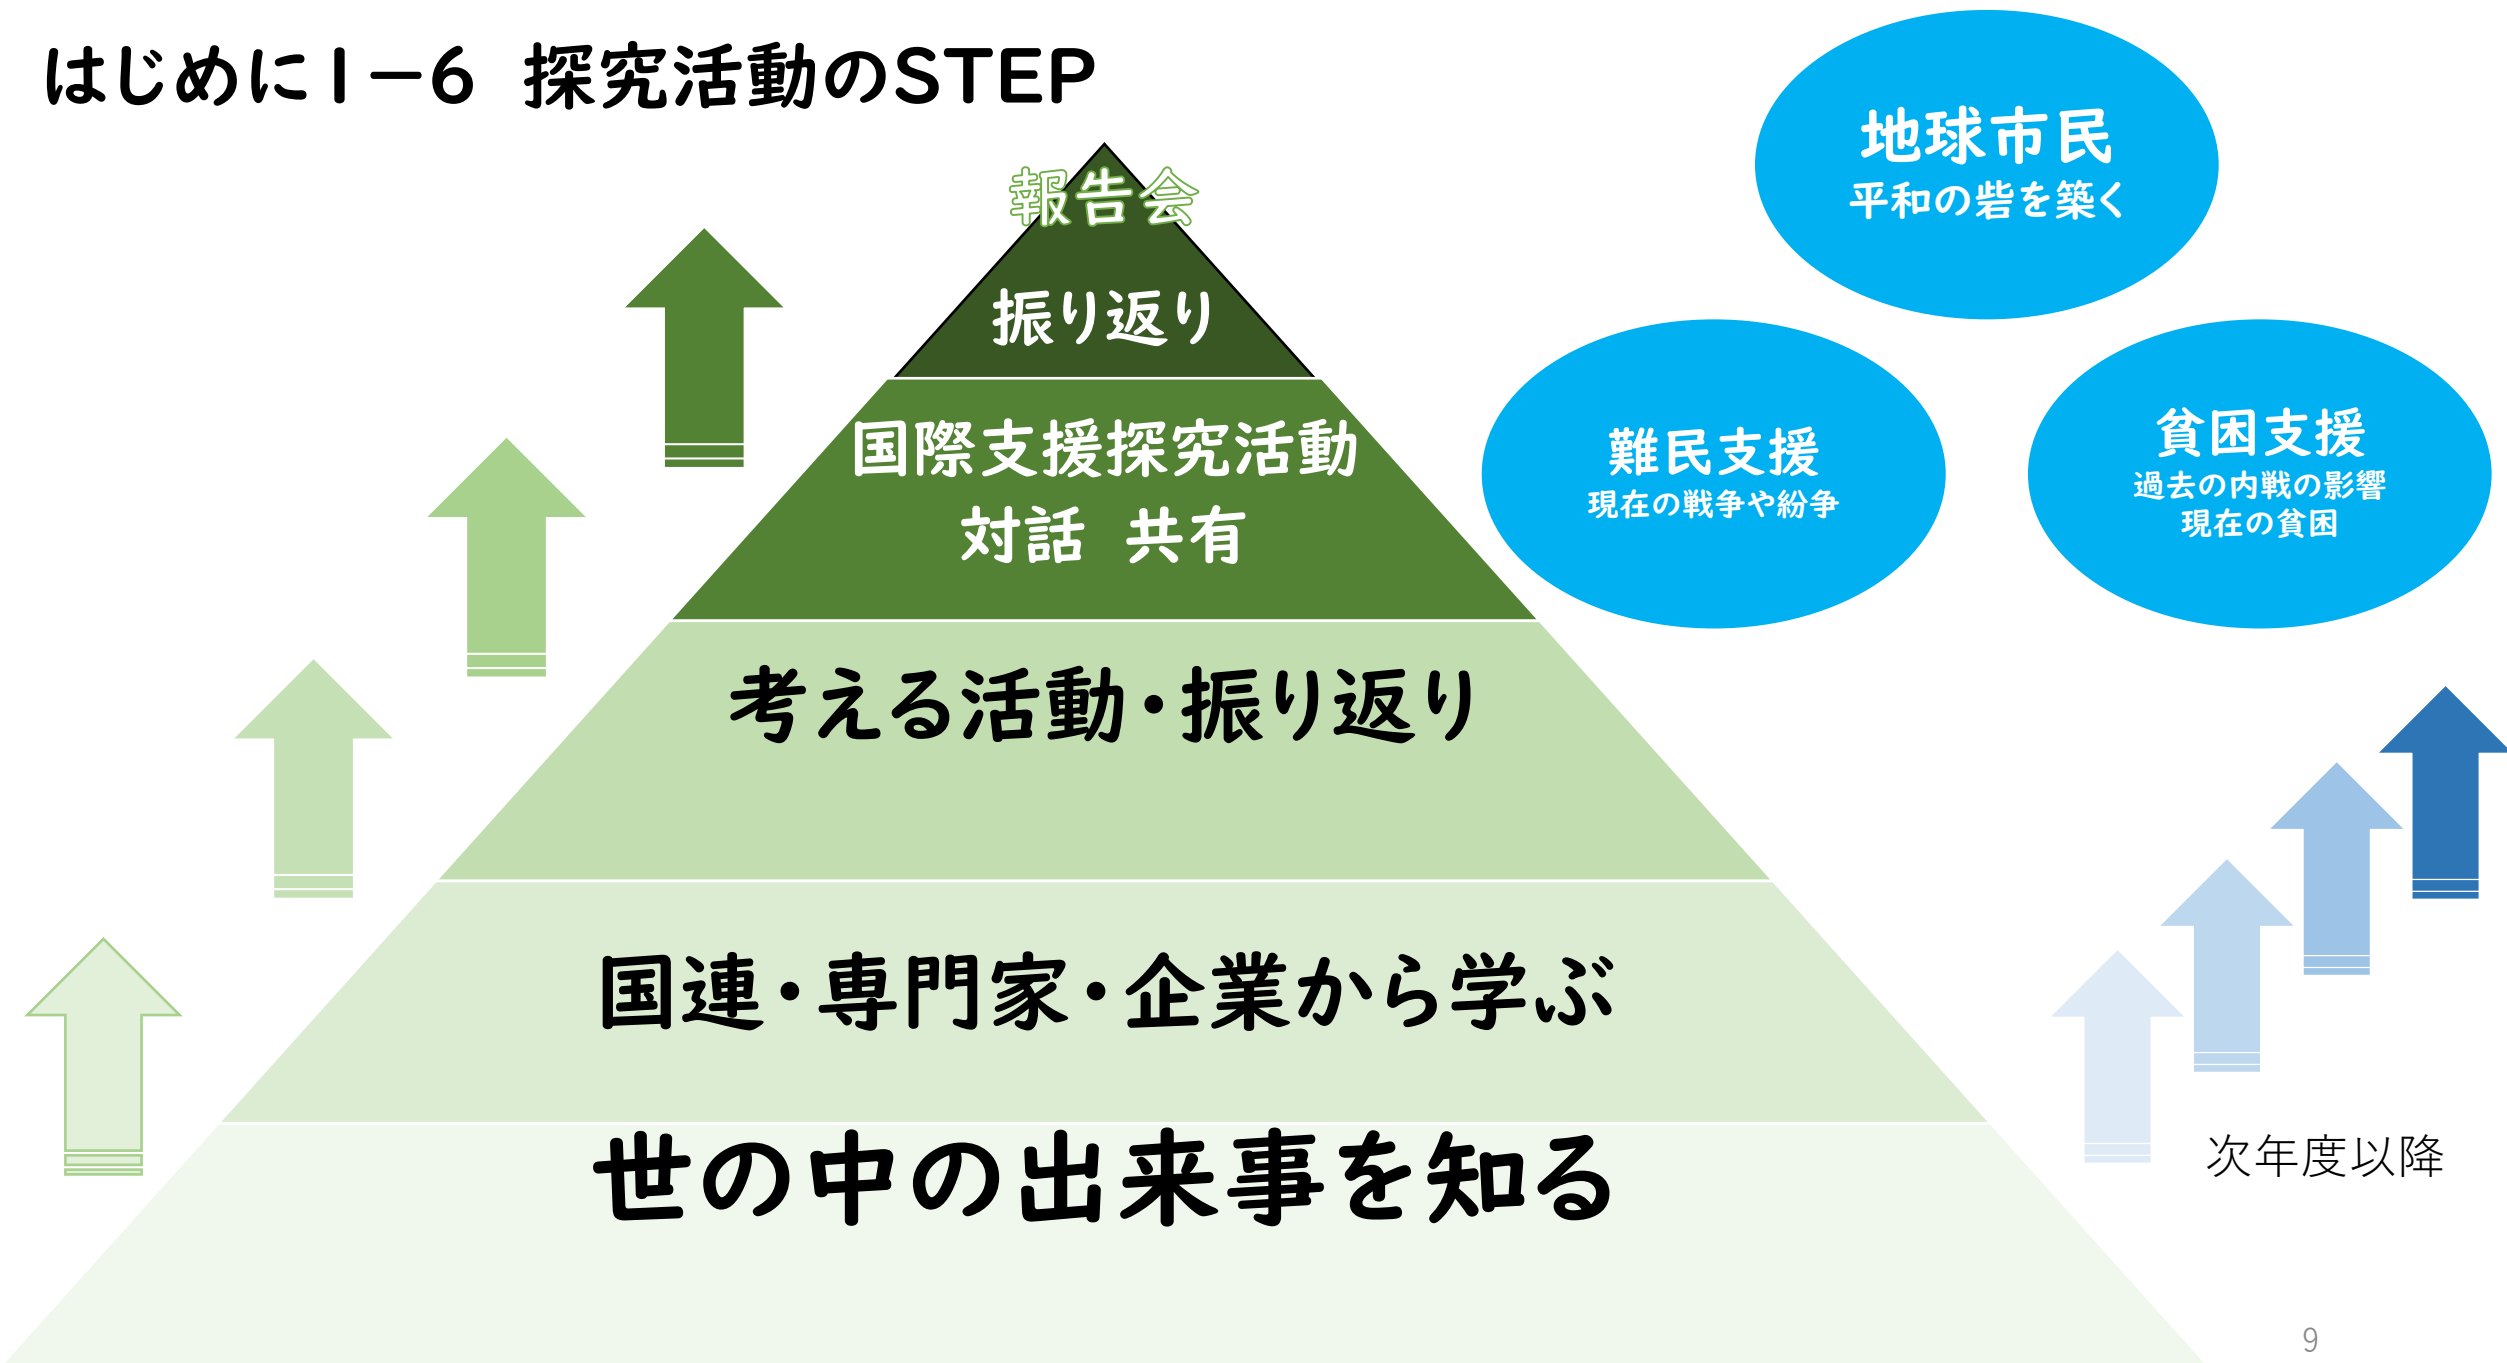 はじめに1ー6 探究活動のSTEP
報告会
振り返り
国際支援探究活動
対話 共有
考える活動・振り返り
国連・専門家・企業から学ぶ
世の中の出来事を知る
地球市民
平和の砦を築く
難民支援
現在の戦争や紛争
貧困支援
過去の内戦の影響
現在の貧困
次年度以降
9